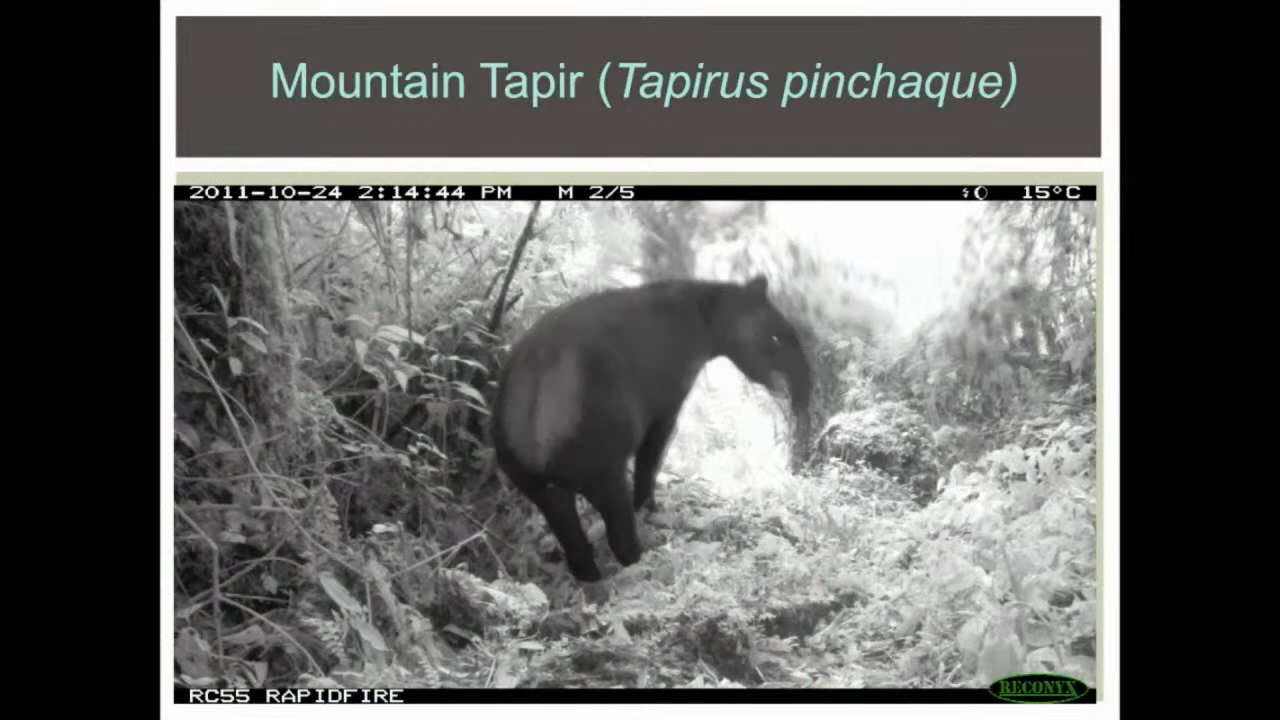 Mountain Tapir (Tapirus pinchaque)
2011-10-24 2:14:44 PM M 2/5 15°C
RC55 RAPIDFIRE
RECONYX